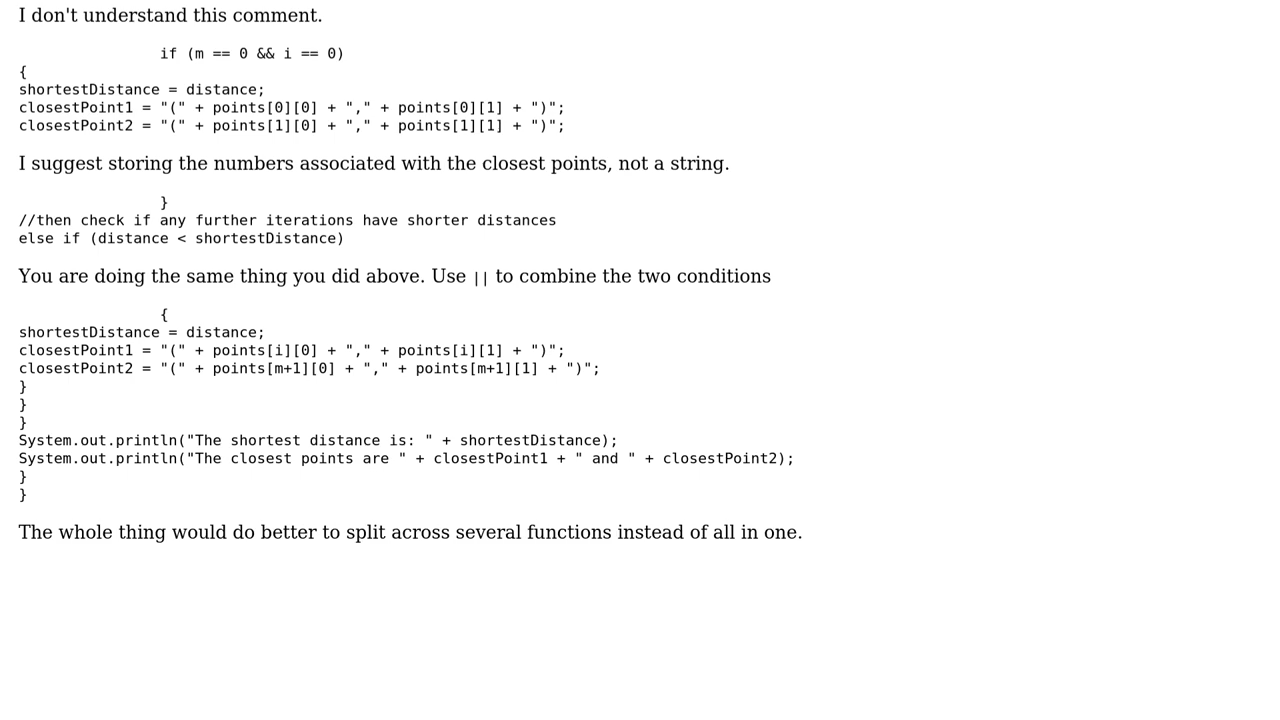 I don't understand this comment.
if (m == 0 && i == 0)
{
shortestDistance = distance;
closestPoint1 = "(" + points[0][0] + "," + points[0][1] + ")";
closestPoint2 = "(" + points[1][0] + "," + points[1][1] + ")";
I suggest storing the numbers associated with the closest points, not a string.
}
//then check if any further iterations have shorter distances
else if (distance < shortestDistance)
You are doing the same thing you did above. Use || to combine the two conditions
{
shortestDistance = distance;
closestPoint1 = "(" + points[i][0] + "," + points[i][1] + ")";
closestPoint2 = "(" + points[m+1][0] + "," + points[m+1][1] + ")";
}
}
}
System.out.println("The shortest distance is: " + shortestDistance);
System.out.println("The closest points are " + closestPoint1 + " and " + closestPoint2);
}
}
The whole thing would do better to split across several functions instead of all in one.